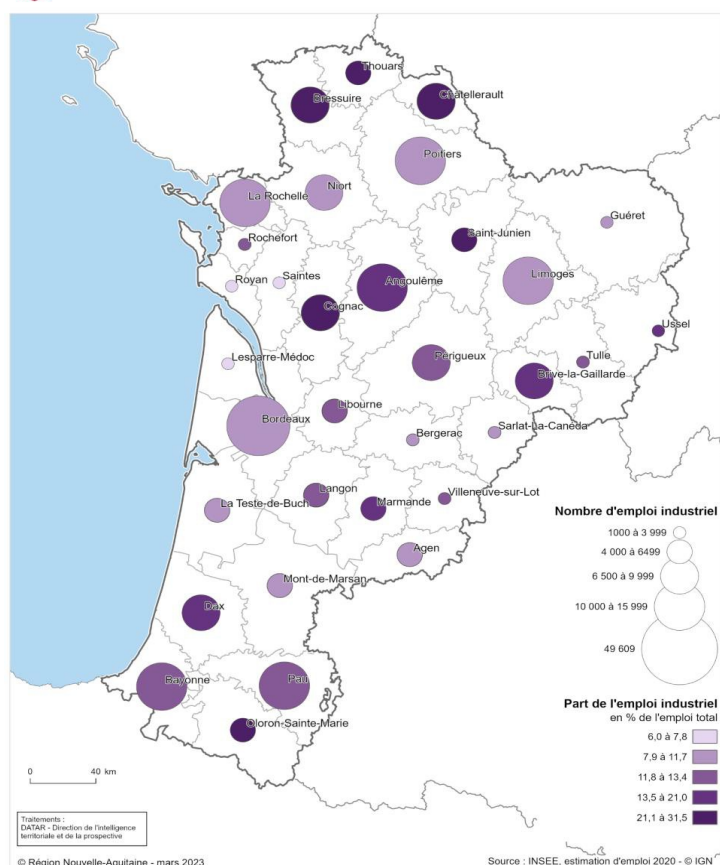 Thouars
Bressuire
Châtellerault
Poitiers
La Rochelle
Niort
Guéret
Rochefort
Saint-Junien
Royan
Saintes
Angoulême
Limoges
Cognac
Ussel
Lesparre-Médoc
Périgueux
Tulle
Brive-la-Gaillarde
Libourne
Bordeaux
Bergerac
Sarlat-La-Canéda
Langon
Villeneuve-sur-Lot
La Teste-de-Buch
Marmande
Agen
Mont-de-Marsan
Dax
Bayonne
Pau
Oloron-Sainte-Marie
Nombre d'emploi industriel
1000 à 3 999
4 000 à 6499
6 500 à 9 999
10 000 à 15 999
49 609
Part de l'emploi industriel
en % de l'emploi total
6,0 à 7,8
7,9 à 11,7
11,8 à 13,4
13,5 à 21,0
21,1 à 31,5
0 40 km
Traitements :
DATAR - Direction de l'intelligence
territoriale et de la prospective
© Région Nouvelle-Aquitaine - mars 2023
Source : INSEE, estimation d'emploi 2020 - © IGN